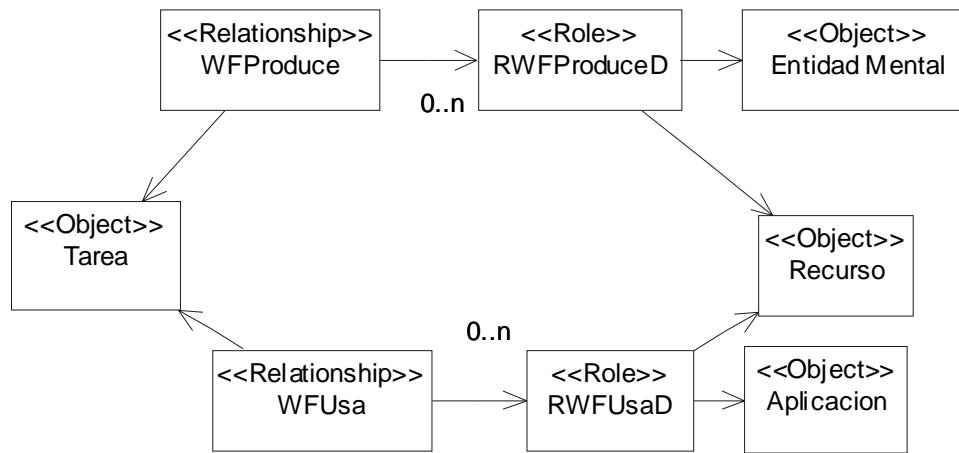 <<Relationship>>
WFProduce
<<Role>>
RWFProduceD
<<Object>>
Entidad Mental
0..n
<<Object>>
Tarea
<<Object>>
Recurso
0..n
<<Relationship>>
WFUsa
<<Role>>
RWFUsaD
<<Object>>
Aplicacion